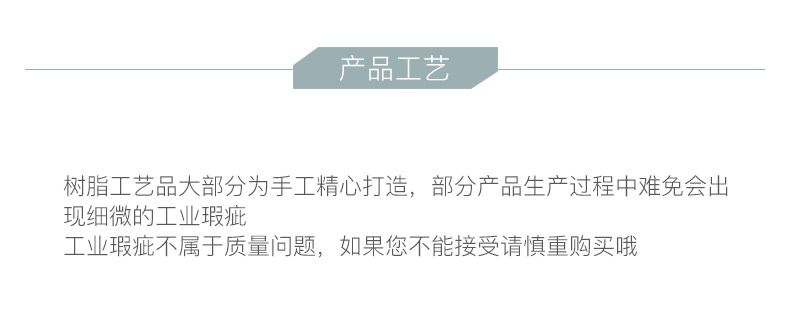 产品工艺
树脂工艺品大部分为手工精心打造，部分产品生产过程中难免会出
现细微的工业瑕疵
工业瑕疵不属于质量问题，如果您不能接受请慎重购买哦